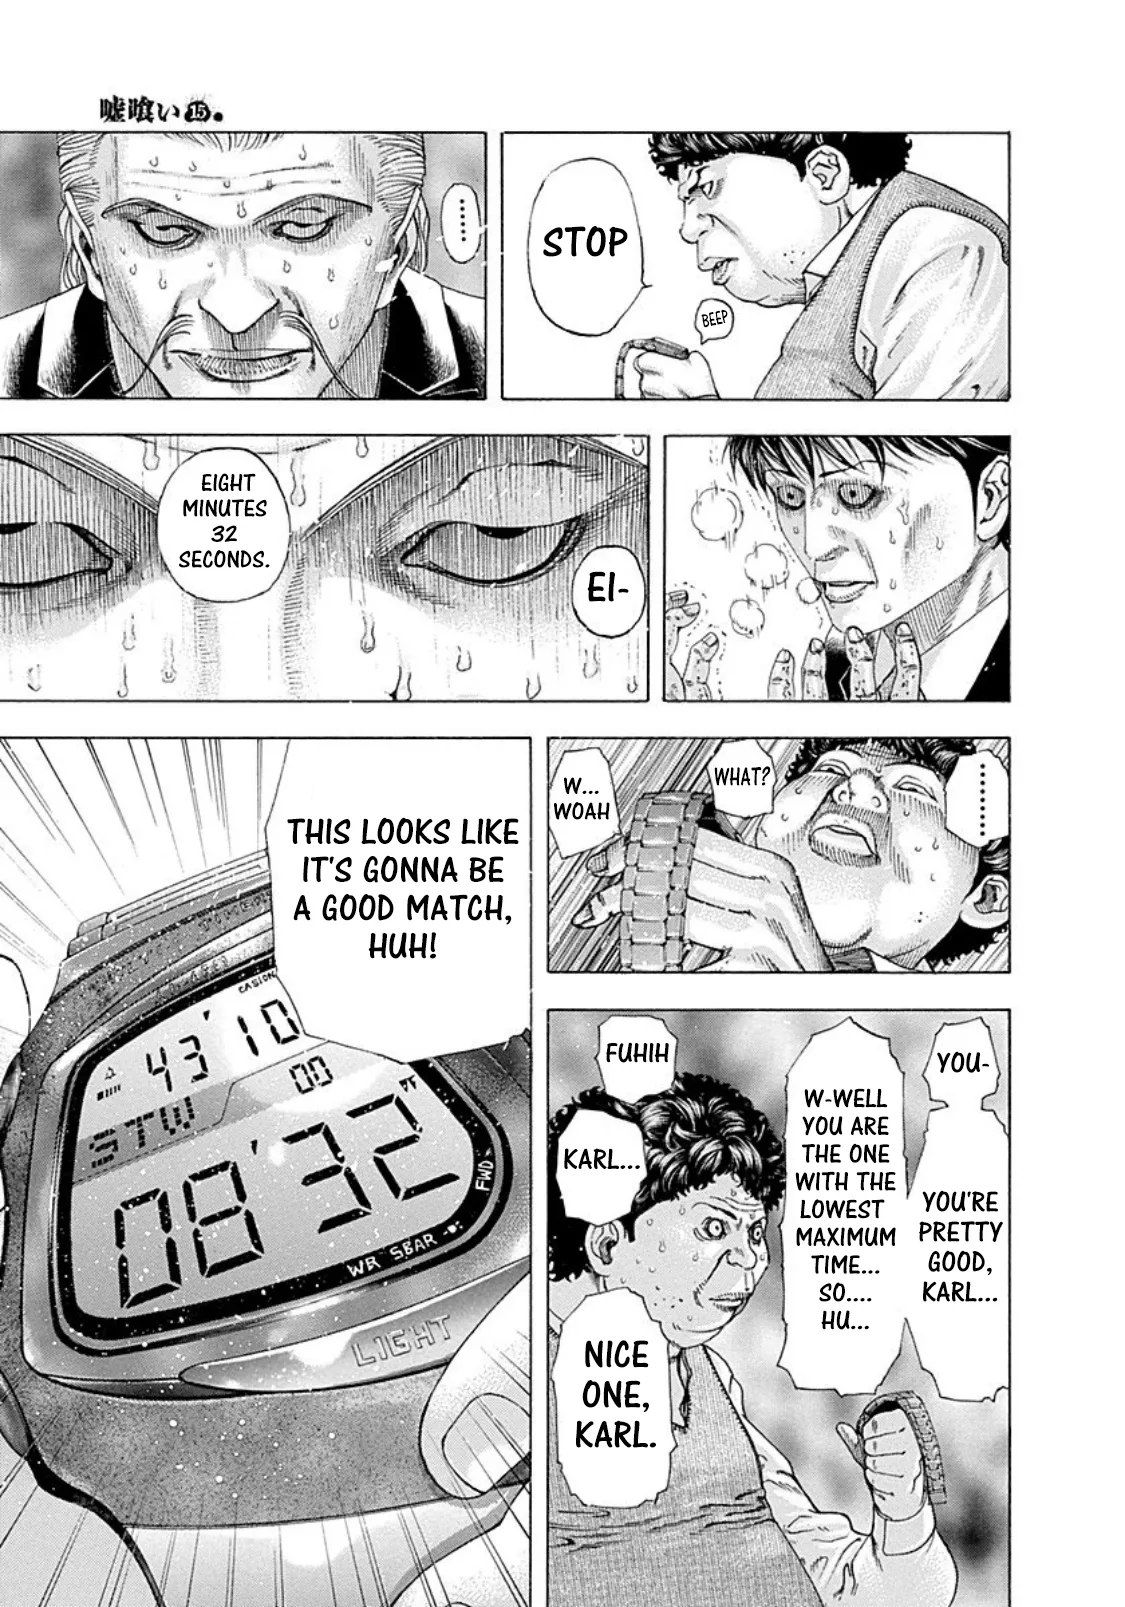 嘘喰い 15
STOP
BEEP
EI-
EIGHT
MINUTES
32
SECONDS.
WHAT?
W...
WOAH
YOU-
YOU'RE
PRETTY
GOOD,
KARL...
W-WELL
YOU ARE
THE ONE
WITH THE
LOWEST
MAXIMUM
TIME...
SO....
HU...
FUHIH
KARL...
NICE
ONE,
KARL.
THIS LOOKS LIKE
IT'S GONNA BE
A GOOD MATCH,
HUH!
CASION
43'10
00
STW
08'32
FWD
WR 5BAR
LIGHT